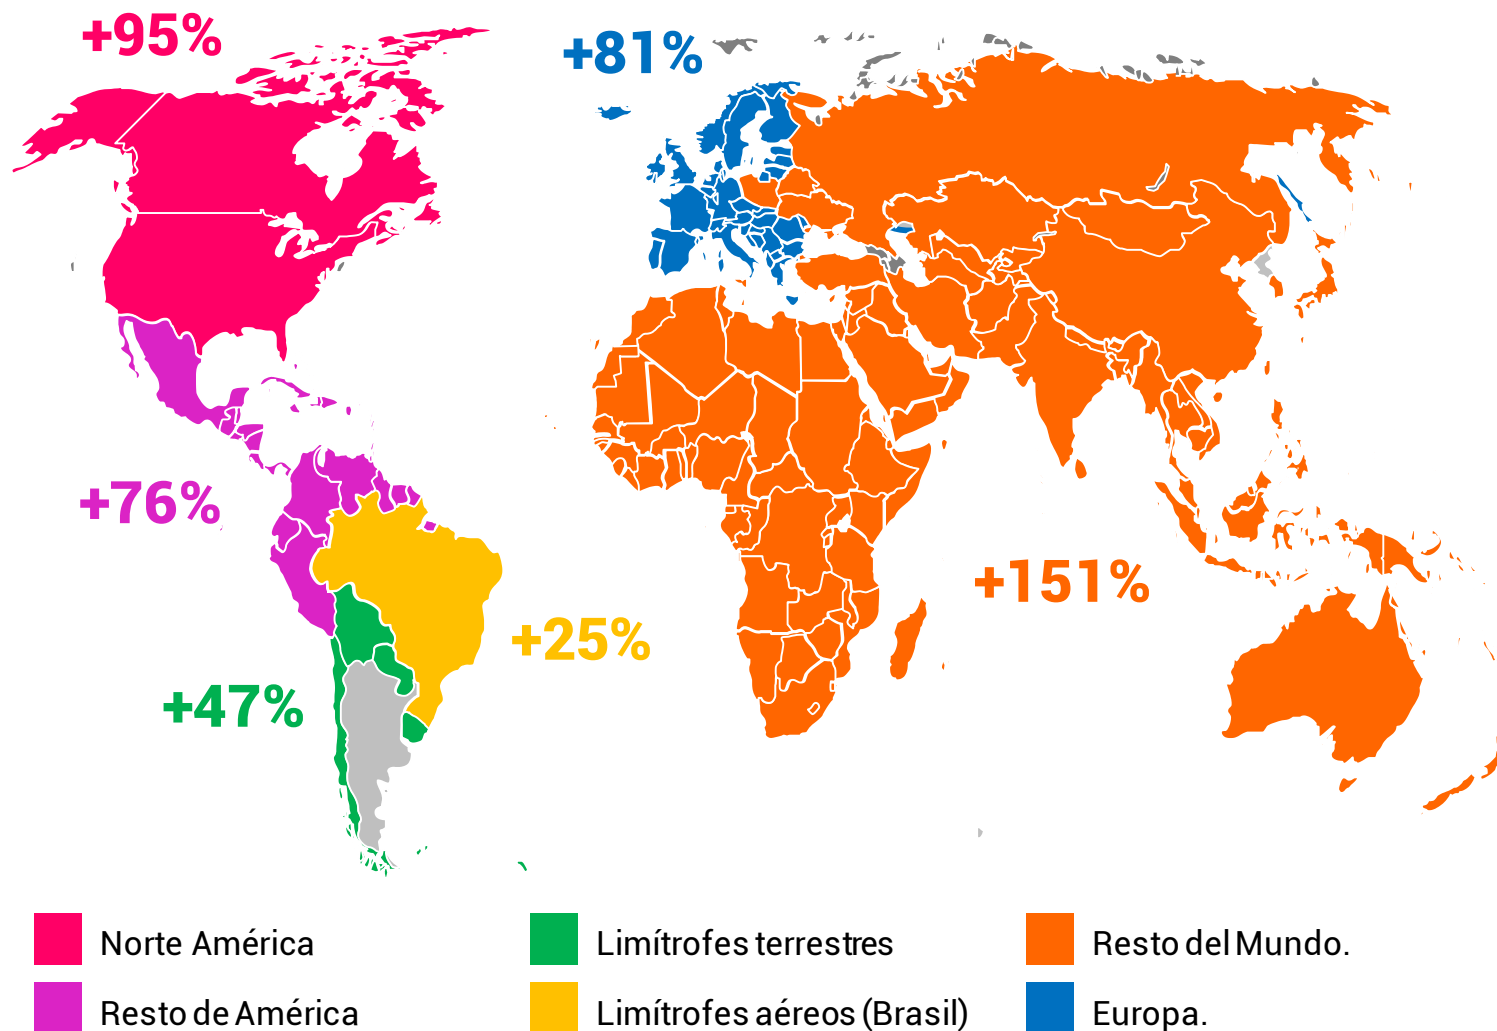 +95%
+81%
+76%
+151%
+25%
+47%
Norte América
Limítrofes terrestres
Resto del Mundo.
Resto de América
Limítrofes aéreos (Brasil)
Europa.